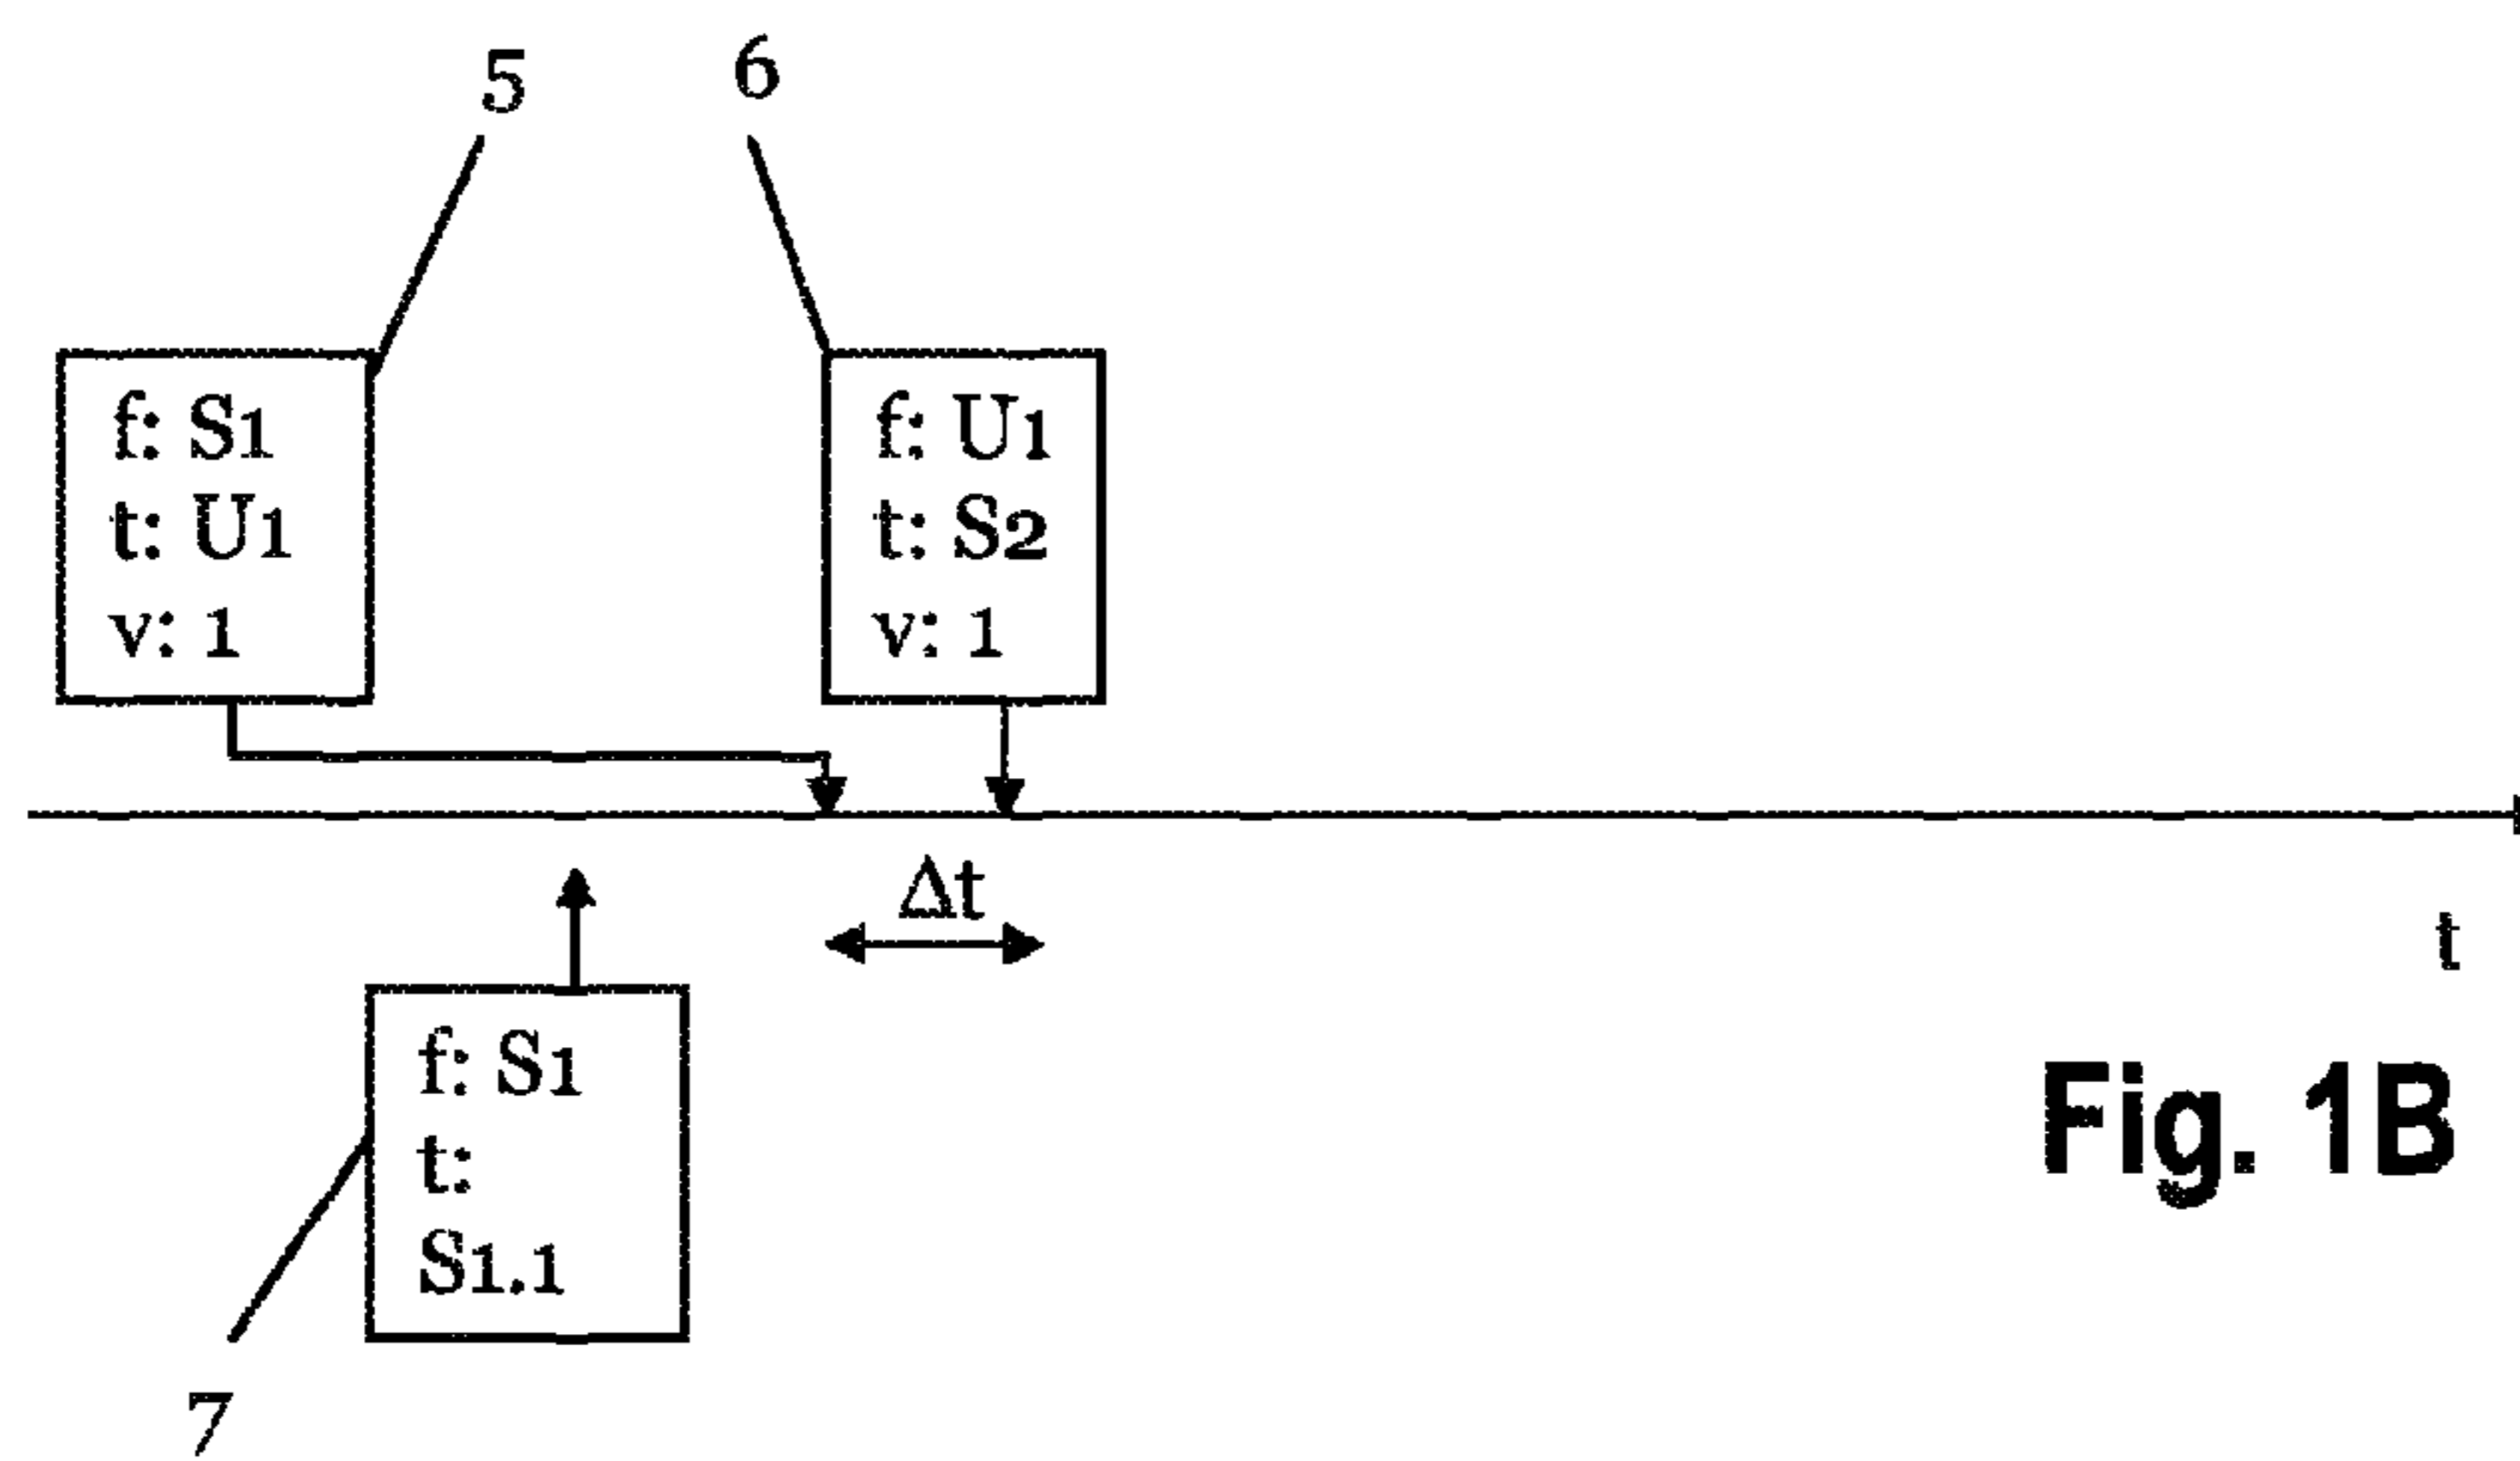 5
6
f: S1
t: U1
v: 1
f: U1
t: S2
v: 1
Δt
t
f: S1
t:
S1.1
7
Fig. 1B